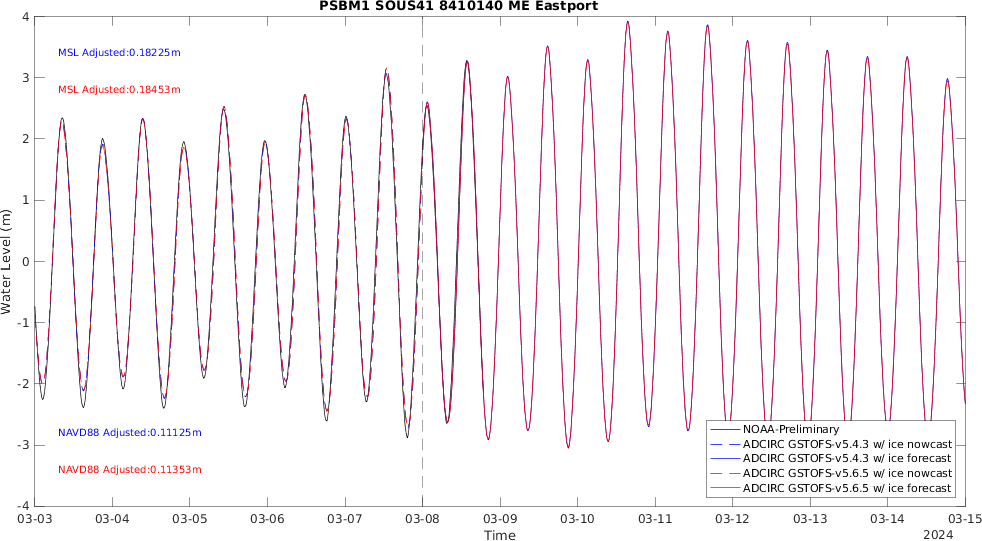 PSBM1 SOUS41 8410140 ME Eastport
4
3
2
1
0
-1
-2
-3
-4
Water Level (m)
MSL Adjusted:0.18225m
MSL Adjusted:0.18453m
NAVD88 Adjusted:0.11125m
NAVD88 Adjusted:0.11353m
NOAA-Preliminary
ADCIRC GSTOFS-v5.4.3 w/ ice nowcast
ADCIRC GSTOFS-v5.4.3 w/ ice forecast
ADCIRC GSTOFS-v5.6.5 w/ ice nowcast
ADCIRC GSTOFS-v5.6.5 w/ ice forecast
03-03 03-04 03-05 03-06 03-07 03-08 03-09 03-10 03-11 03-12 03-13 03-14 03-15
Time
2024